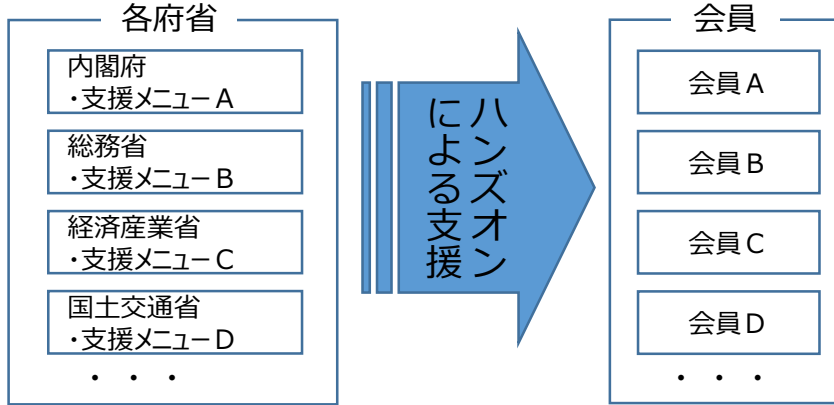 各府省
内閣府
・支援メニューA
総務省
・支援メニューB
経済産業省
・支援メニューC
国土交通省
・支援メニューD
・・・
ハンズオン
による支援
会員
会員A
会員B
会員C
会員D
・・・